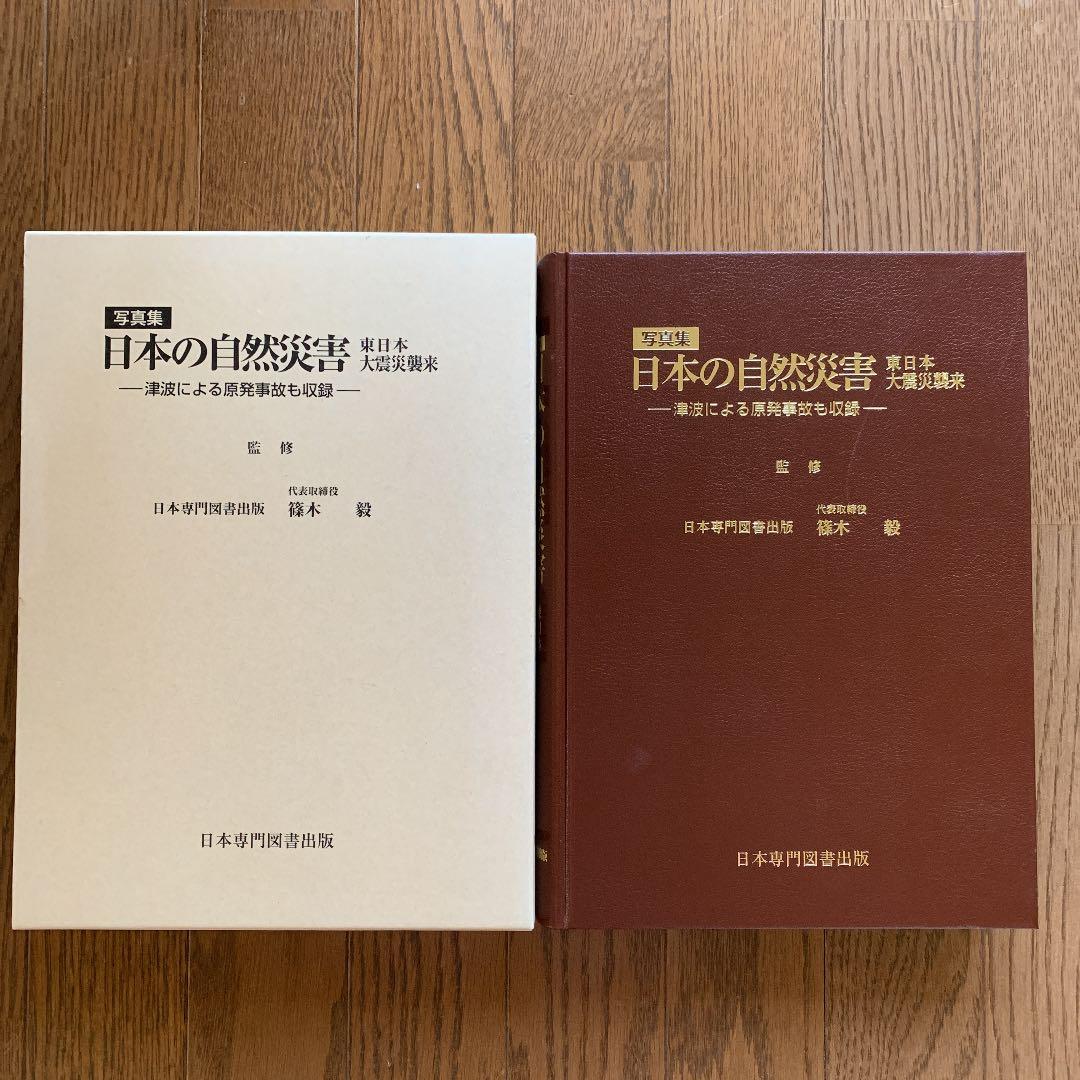 写真集
日本の自然災害 東日本大震災襲来
―津波による原発事故も収録―
監 修
代表取締役
日本専門図書出版 篠木 毅
日本専門図書出版
写真集
日本の自然災害 東日本大震災襲来
―津波による原発事故も収録―
監 修
代表取締役
日本専門図書出版 篠木 毅
日本専門図書出版